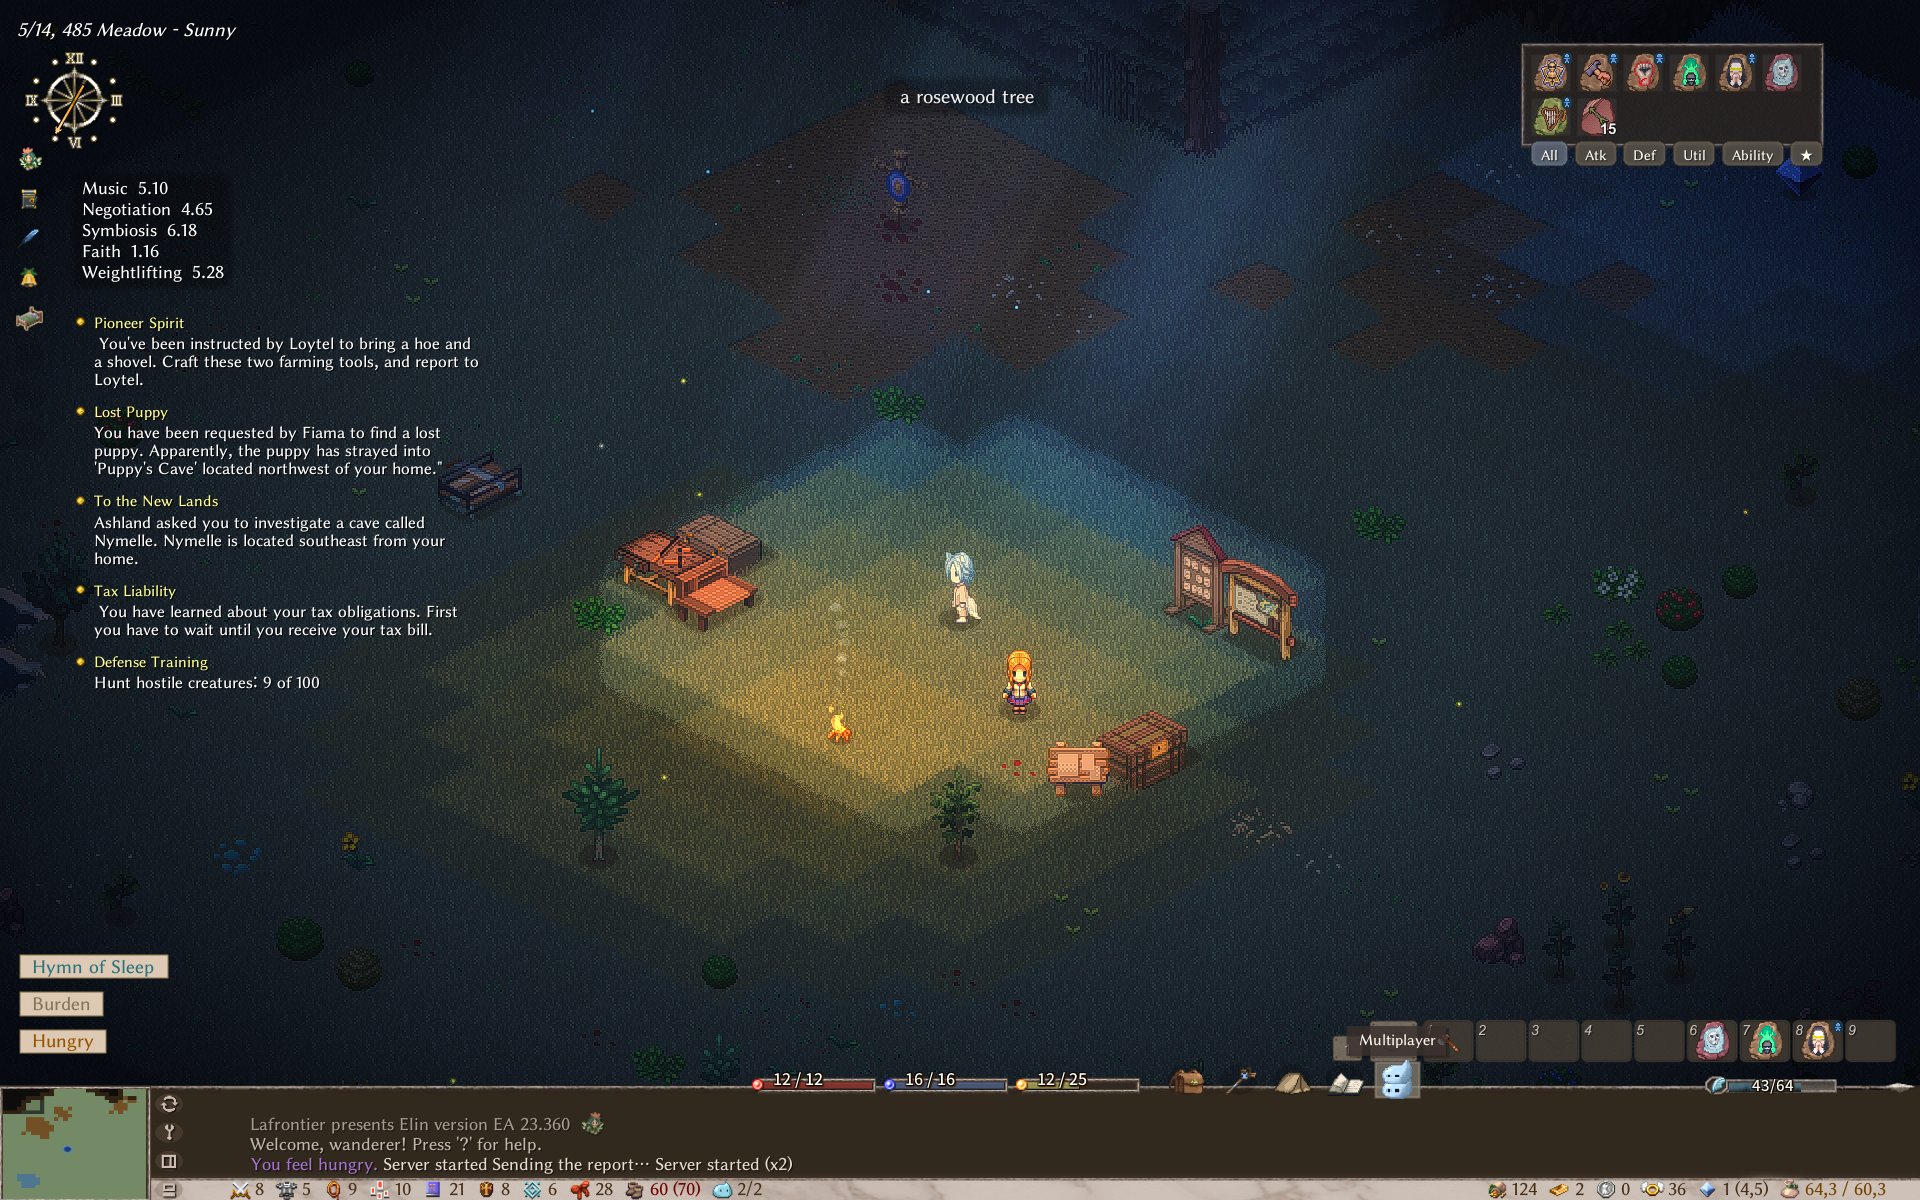 5/14, 485 Meadow - Sunny
XII
IX
III
VI
a rosewood tree
15
All
Atk
Def
Util
Ability
★
Music 5.10
Negotiation 4.65
Symbiosis 6.18
Faith 1.16
Weightlifting 5.28
Pioneer Spirit
You've been instructed by Loytel to bring a hoe and
a shovel. Craft these two farming tools, and report to
Loytel.
Lost Puppy
You have been requested by Fiama to find a lost
puppy. Apparently, the puppy has strayed into
'Puppy's Cave' located northwest of your home."
To the New Lands
Ashland asked you to investigate a cave called
Nymelle. Nymelle is located southeast from your
home.
Tax Liability
You have learned about your tax obligations. First
you have to wait until you receive your tax bill.
Defense Training
Hunt hostile creatures: 9 of 100
Hymn of Sleep
Burden
Hungry
Multiplayer
2
3
4
5
6
7
8
9
12 / 12
16 / 16
12 / 25
43/64
Lafrontier presents Elin version EA 23.360
Welcome, wanderer! Press '?' for help.
You feel hungry. Server started Sending the report… Server started (x2)
8
5
9
10
21
8
6
28
60 (70)
2/2
124
2
0
36
1 (4,5)
64,3 / 60,3